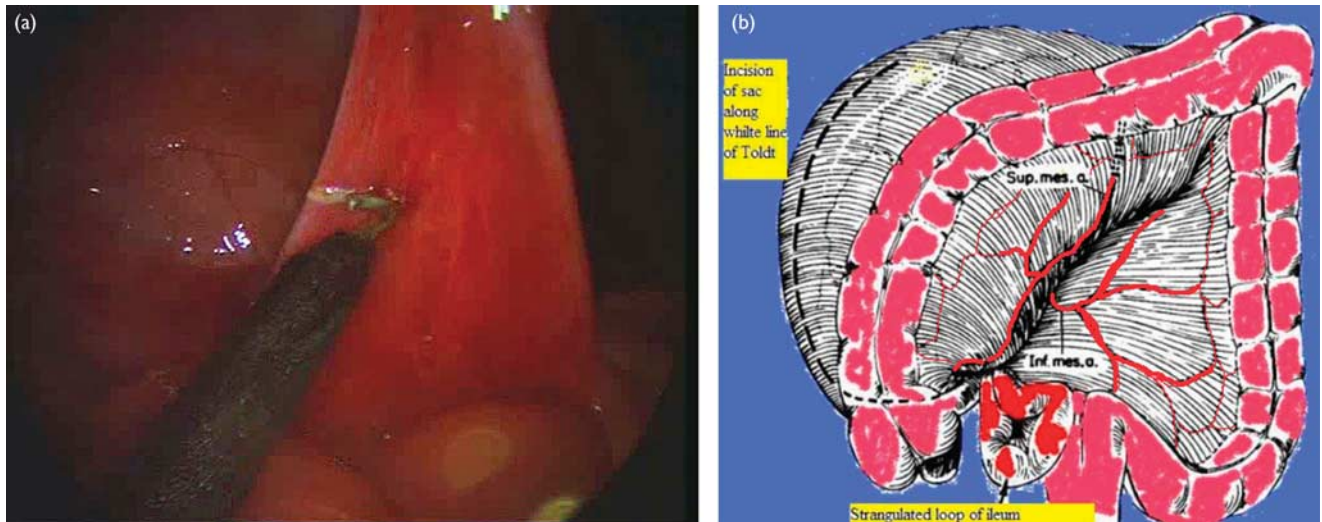 (a)
(b)
Incision
of sac
along
whilte line
of Toldt
Sup. mes. a.
Inf. mes. a.
Strangulated loop of ileum